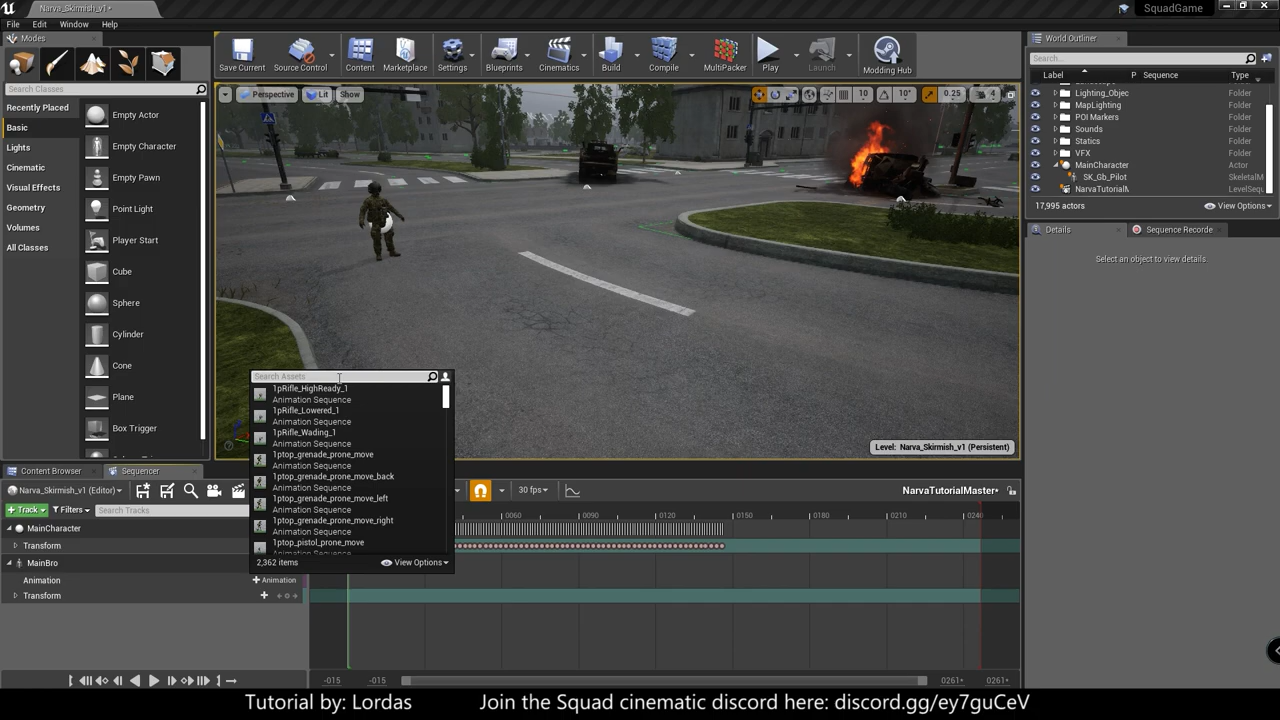 Narva_Skirmish_v1*
SquadGame
File
Edit
Window
Help
Modes
World Outliner
Save Current
Source Control
Content
Marketplace
Settings
Blueprints
Cinematics
Build
Compile
MultiPacker
Play
Launch
Modding Hub
Search...
Label
P
Sequence
Type
Search Classes
Perspective
Lit
Show
10
10°
0.25
4
Recently Placed
Basic
Lights
Cinematic
Visual Effects
Geometry
Volumes
All Classes
Empty Actor
Empty Character
Empty Pawn
Point Light
Player Start
Cube
Sphere
Cylinder
Cone
Plane
Box Trigger
Lighting_Objec Folder
MapLighting Folder
POI Markers Folder
Sounds Folder
Statics Folder
VFX Folder
MainCharacter Actor
SK_Gb_Pilot SkeletalM
NarvaTutorialM LevelSequ
17,995 actors
View Options
Details
Sequence Recorde
Select an object to view details.
Search Assets
1pRifle_HighReady_1
Animation Sequence
1pRifle_Lowered_1
Animation Sequence
1pRifle_Wading_1
Animation Sequence
1ptop_grenade_prone_move
Animation Sequence
1ptop_grenade_prone_move_back
Animation Sequence
1ptop_grenade_prone_move_left
Animation Sequence
1ptop_grenade_prone_move_right
Animation Sequence
1ptop_pistol_prone_move
Animation Sequence
2,362 items
View Options
Level: Narva_Skirmish_v1 (Persistent)
Content Browser
Sequencer
Narva_Skirmish_v1 (Editor)
30 fps
NarvaTutorialMaster*
Track
Filters
Search Tracks
0060
0090
0120
0150
0180
0210
0240
MainCharacter
Transform
MainBro
Animation
+Animation
Transform
-015
-015
0261+
0261+
Tutorial by: Lordas
Join the Squad cinematic discord here: discord.gg/ey7guCeV